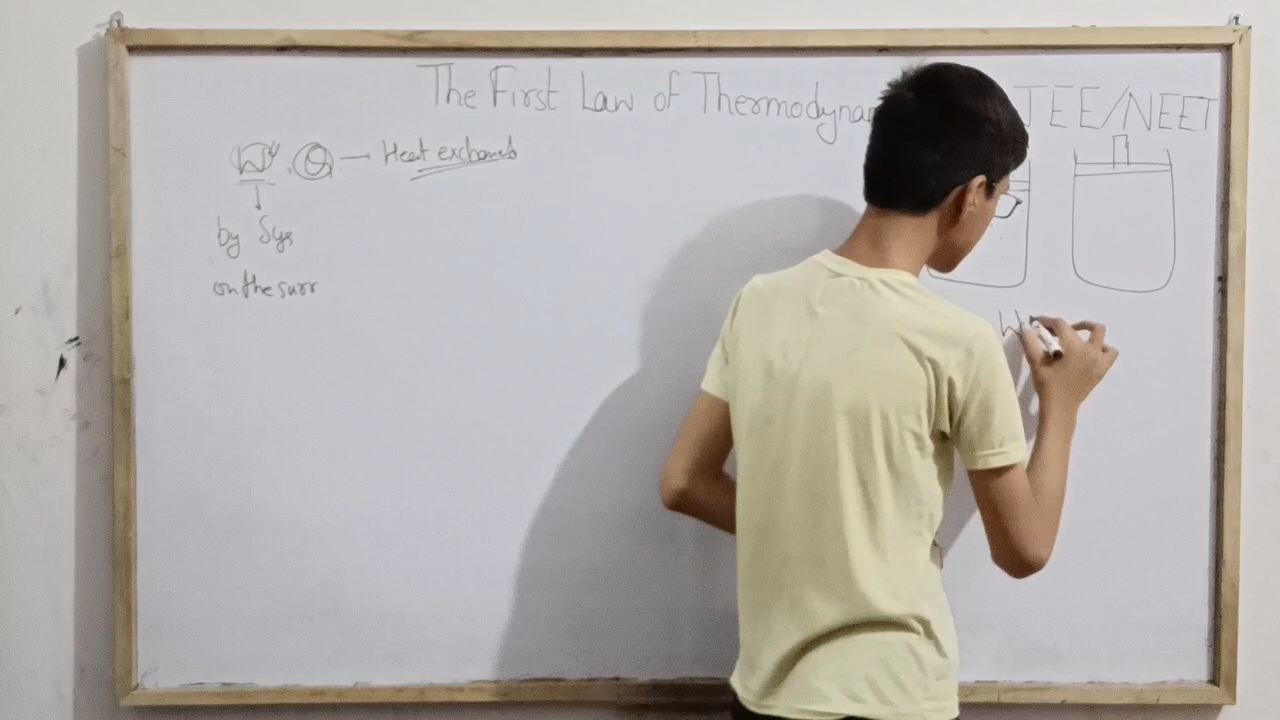 The First Law of Thermodyna JEE/NEET
W Q — Heat exchanged
by Sys
on the surr
W